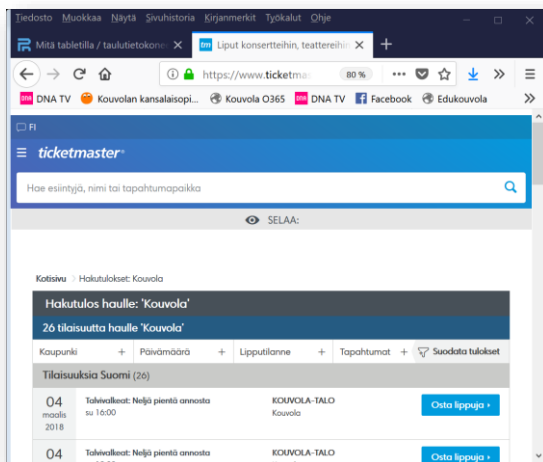 Tiedosto Muokkaa Näytä Sivuhistoria Kirjanmerkit Työkalut Ohje
Mitä tabletilla / taulutietokone
tm Liput konsertteihin, teattereihin
https://www.ticketma 80 %
DNA TV Kouvolan kansalaisopi... Kouvola O365 DNA TV Facebook Edukouvola
FI
ticketmaster
Hae esiintyjä, nimi tai tapahtumapaikka
SELAA:
Kotisivu Hakutulokset: Kouvola
Hakutulos haulle: 'Kouvola'
26 tilaisuutta haulle 'Kouvola'
Kaupunki + Päivämäärä + Lipputilanne + Tapahtumat + Suodata tulokset
Tilaisuuksia Suomi (26)
04 Talvivalkeat: Neljä pientä annosta KOUVOLA-TALO
maalis su 16:00 Kouvola Osta lippuja ›
2018
04 Talvivalkeat: Neljä pientä annosta KOUVOLA-TALO
Osta lippuja ›